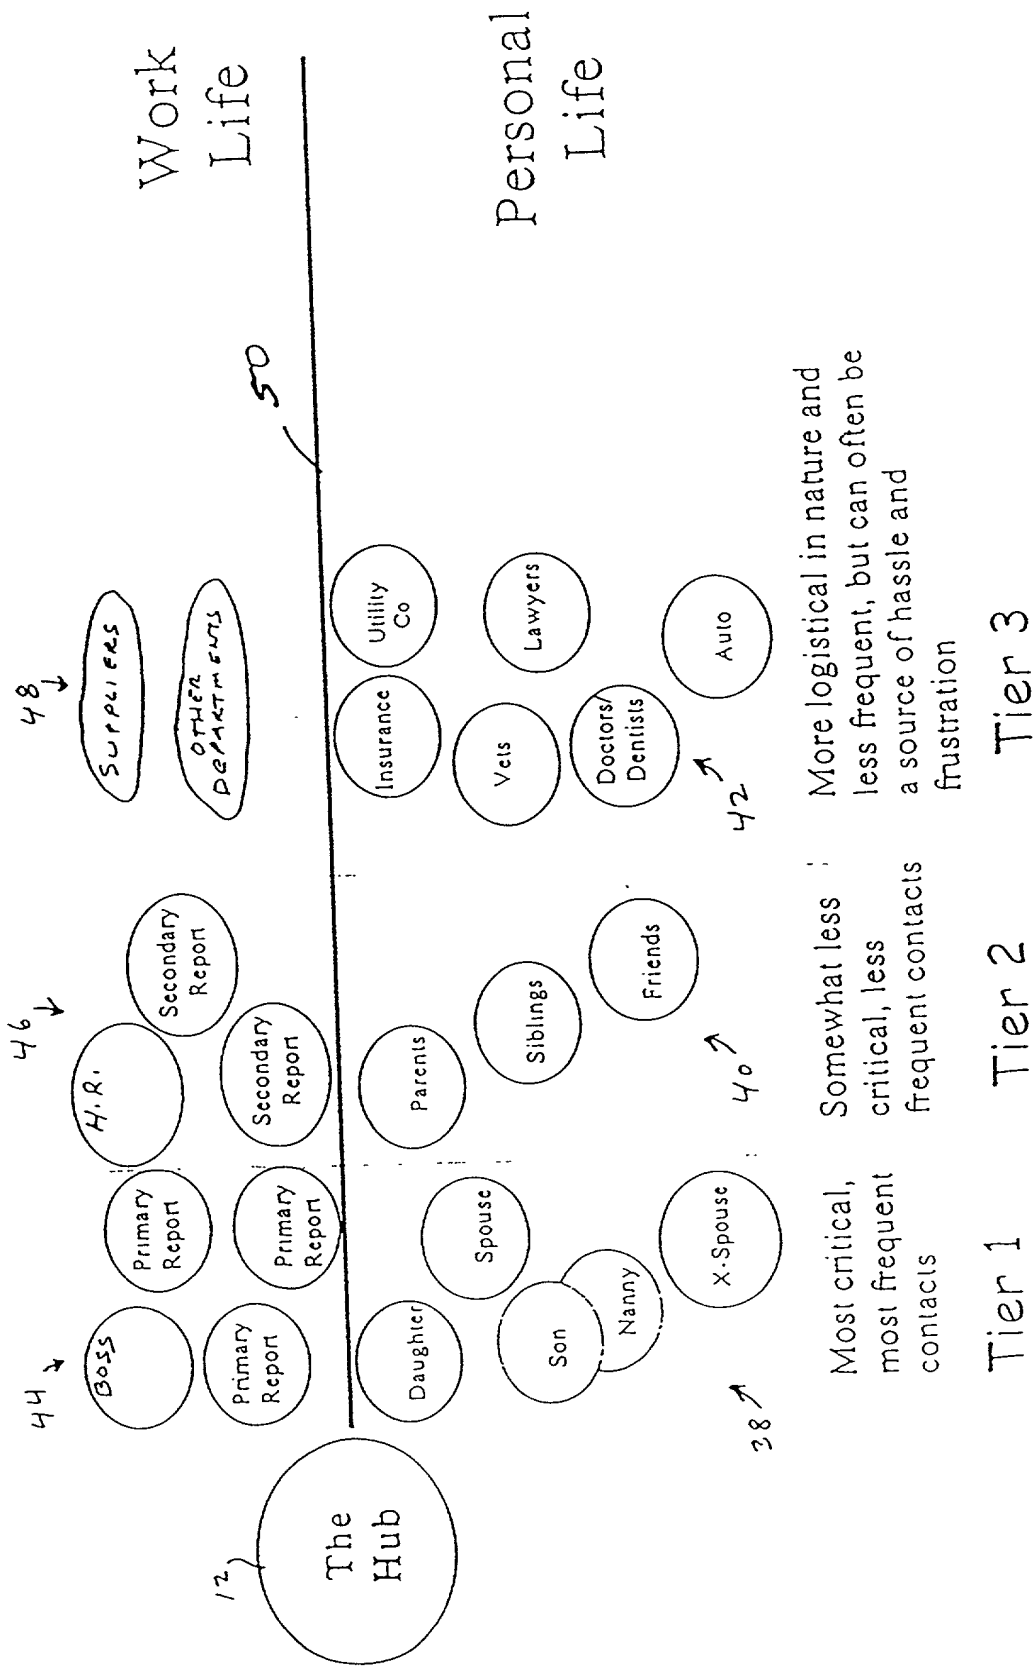 Work
Life
50
Personal
Life
48
SUPPLIERS
OTHER
DEPARTMENTS
46
H.R.
Secondary
Report
Secondary
Report
44
BOSS
Primary
Report
Primary
Report
Primary
Report
12
The
Hub
Daughter
Spouse
Son
Nanny
X-Spouse
38
Parents
Siblings
Friends
40
Insurance
Utility
Co
Vets
Lawyers
Doctors/
Dentists
Auto
42
Most critical,
most frequent
contacts
Tier 1
Somewhat less
critical, less
frequent contacts
Tier 2
More logistical in nature and
less frequent, but can often be
a source of hassle and
frustration
Tier 3